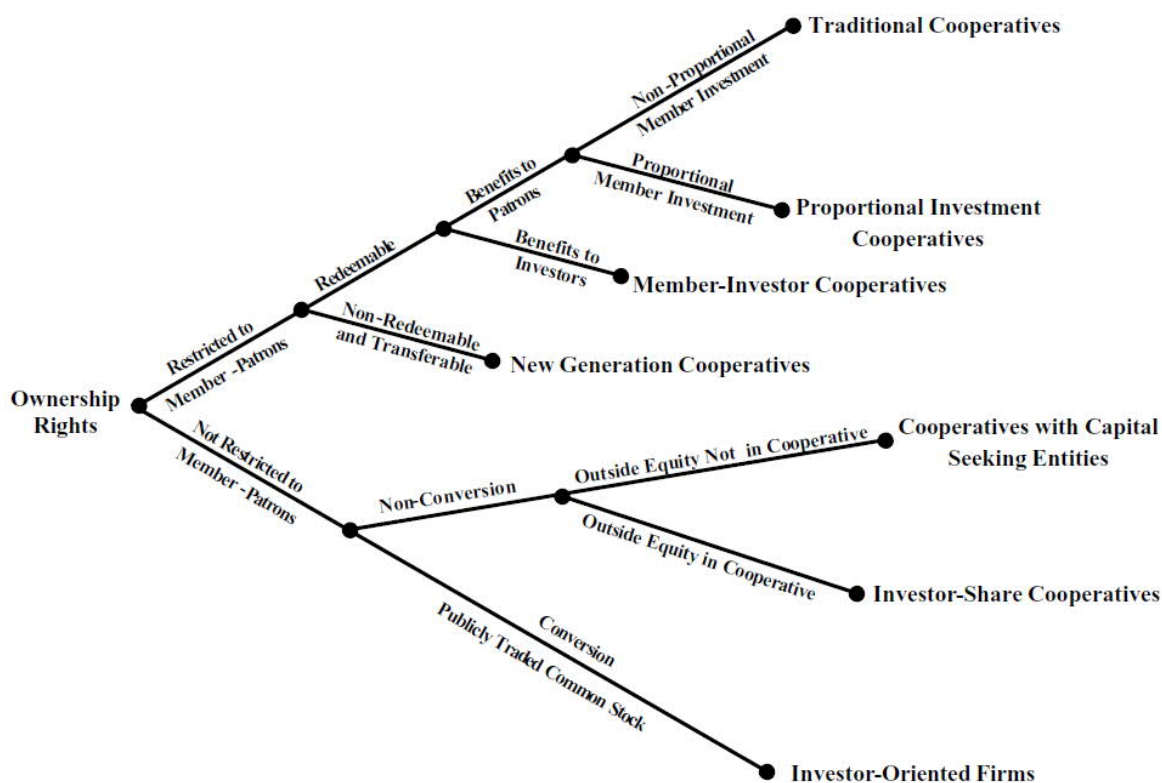 Traditional Cooperatives
Non-Proportional
Member Investment
Benefits to
Patrons
Proportional
Member Investment
Proportional Investment
Cooperatives
Redeemable
Benefits to
Investors
Member-Investor Cooperatives
Restricted to
Member-Patrons
Non-Redeemable
and Transferable
New Generation Cooperatives
Ownership
Rights
Not Restricted to
Member-Patrons
Non-Conversion
Outside Equity Not in Cooperative
Cooperatives with Capital
Seeking Entities
Outside Equity in Cooperative
Investor-Share Cooperatives
Conversion
Publicly Traded Common Stock
Investor-Oriented Firms